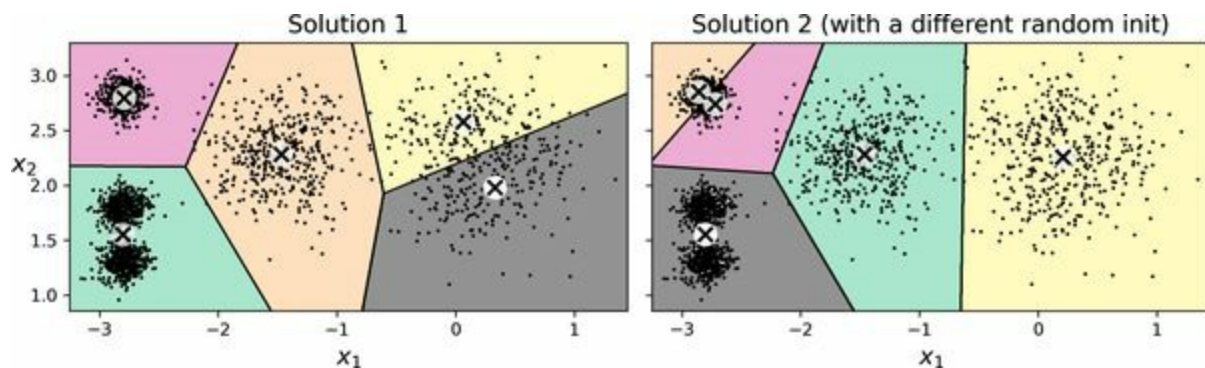 Solution 1
Solution 2 (with a different random init)
x₂
3.0
2.5
2.0
1.5
1.0
−3 −2 −1 0 1
−3 −2 −1 0 1
x₁
x₁